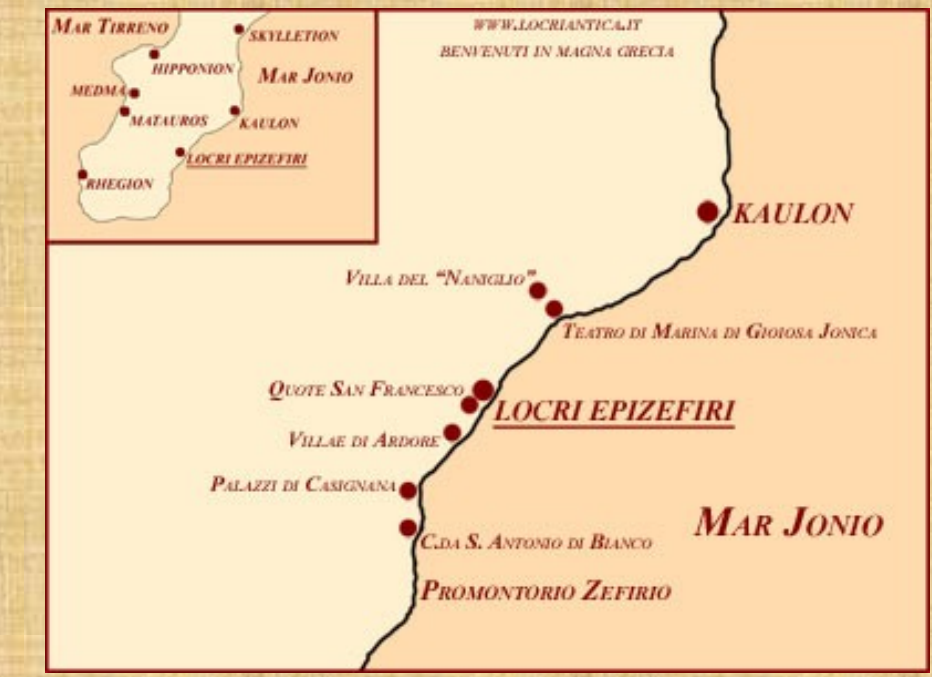 MAR TIRRENO
SKYLLETION
HIPPONION
MAR JONIO
MEDMA
MATAUROS
KAULON
LOCRI EPIZEFIRI
RHEGION
WWW.LOCRIANTICA.IT
BENVENUTI IN MAGNA GRECIA
KAULON
VILLA DEL "NANIGLIO"
TEATRO DI MARINA DI GIOIOSA JONICA
QUOTE SAN FRANCESCO
LOCRI EPIZEFIRI
VILLAE DI ARDORE
PALAZZI DI CASIGNANA
MAR JONIO
C.DA S. ANTONIO DI BIANCO
PROMONTORIO ZEFIRIO